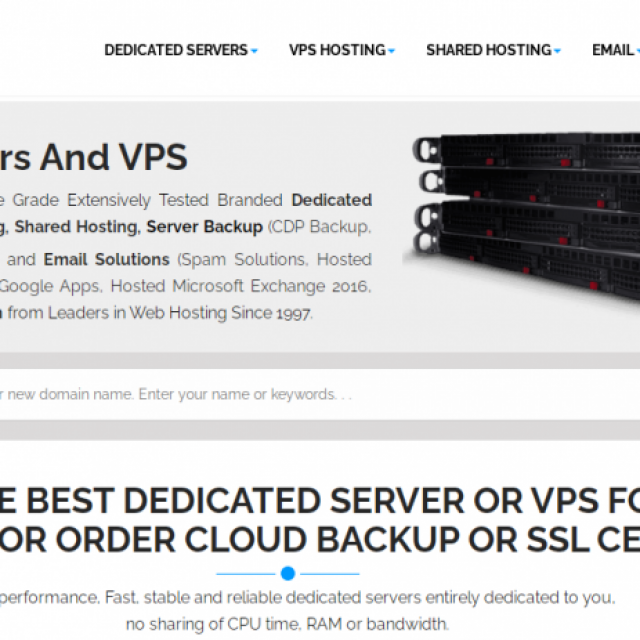 DEDICATED SERVERS VPS HOSTING SHARED HOSTING EMAIL
rs And VPS
e Grade Extensively Tested Branded Dedicated
g, Shared Hosting, Server Backup (CDP Backup,
and Email Solutions (Spam Solutions, Hosted
Google Apps, Hosted Microsoft Exchange 2016,
n from Leaders in Web Hosting Since 1997.
r new domain name. Enter your name or keywords. . .
E BEST DEDICATED SERVER OR VPS FO
OR ORDER CLOUD BACKUP OR SSL CE
performance, Fast, stable and reliable dedicated servers entirely dedicated to you,
no sharing of CPU time, RAM or bandwidth.